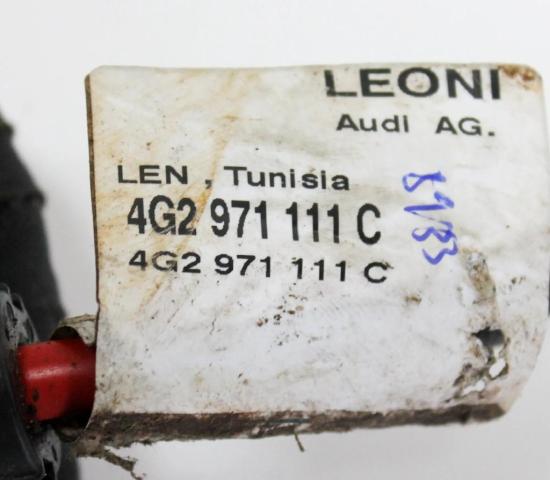 LEONI
Audi AG.
LEN , Tunisia
4G2 971 111 C
4G2 971 111 C